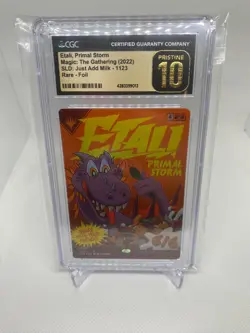 CGC
CERTIFIED GUARANTY COMPANY
Etali, Primal Storm
Magic: The Gathering (2022)
SLD: Just Add Milk - 1123
Rare - Foil
PRISTINE
10
ETALI
PRIMAL
STORM